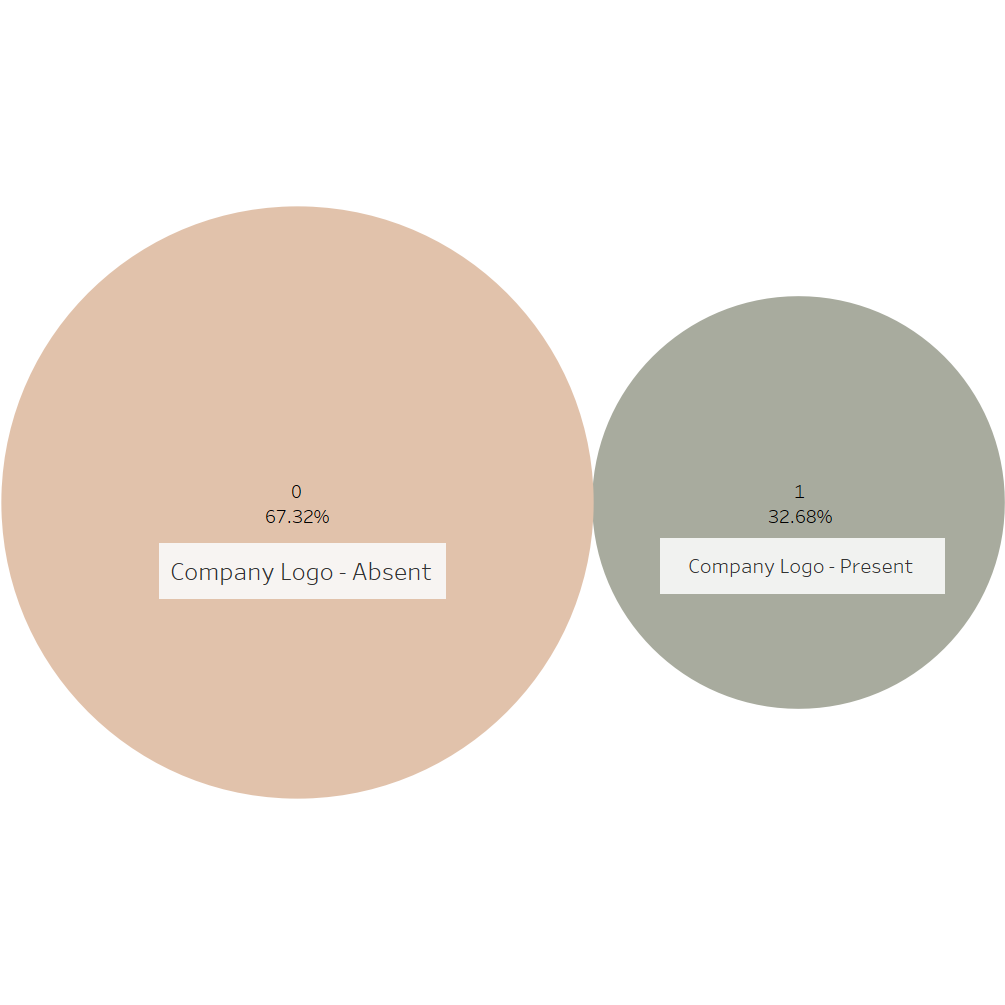 0
67.32%
Company Logo - Absent
1
32.68%
Company Logo - Present